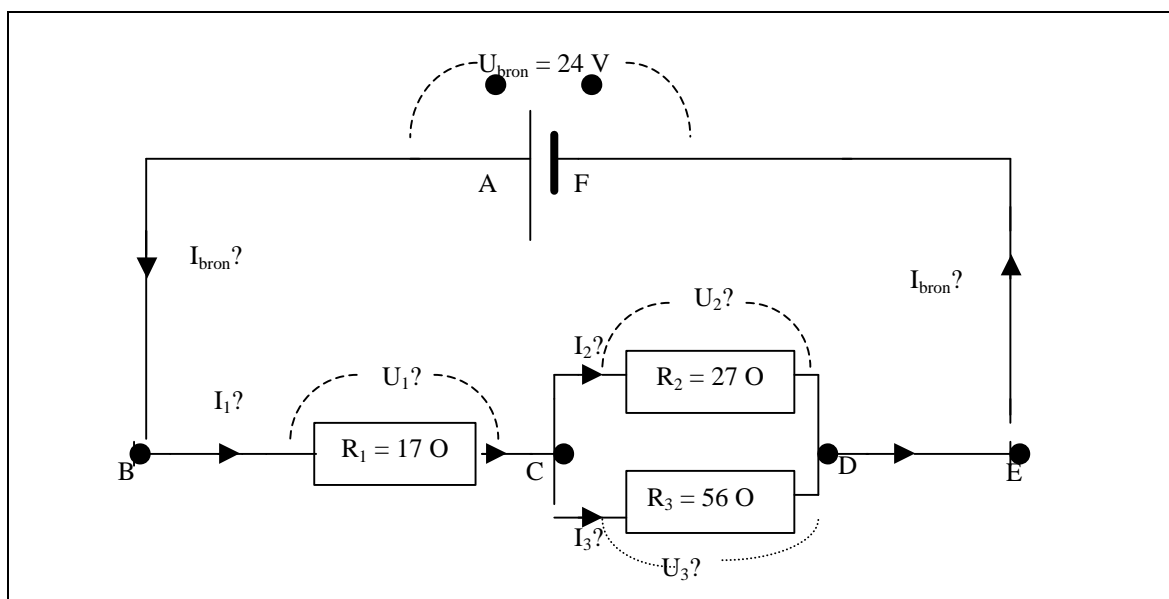 U_bron = 24 V
A
F
I_bron?
I_bron?
U_2?
I_2?
R_2 = 27 O
U_1?
I_1?
R_1 = 17 O
B
C
D
E
R_3 = 56 O
I_3?
U_3?